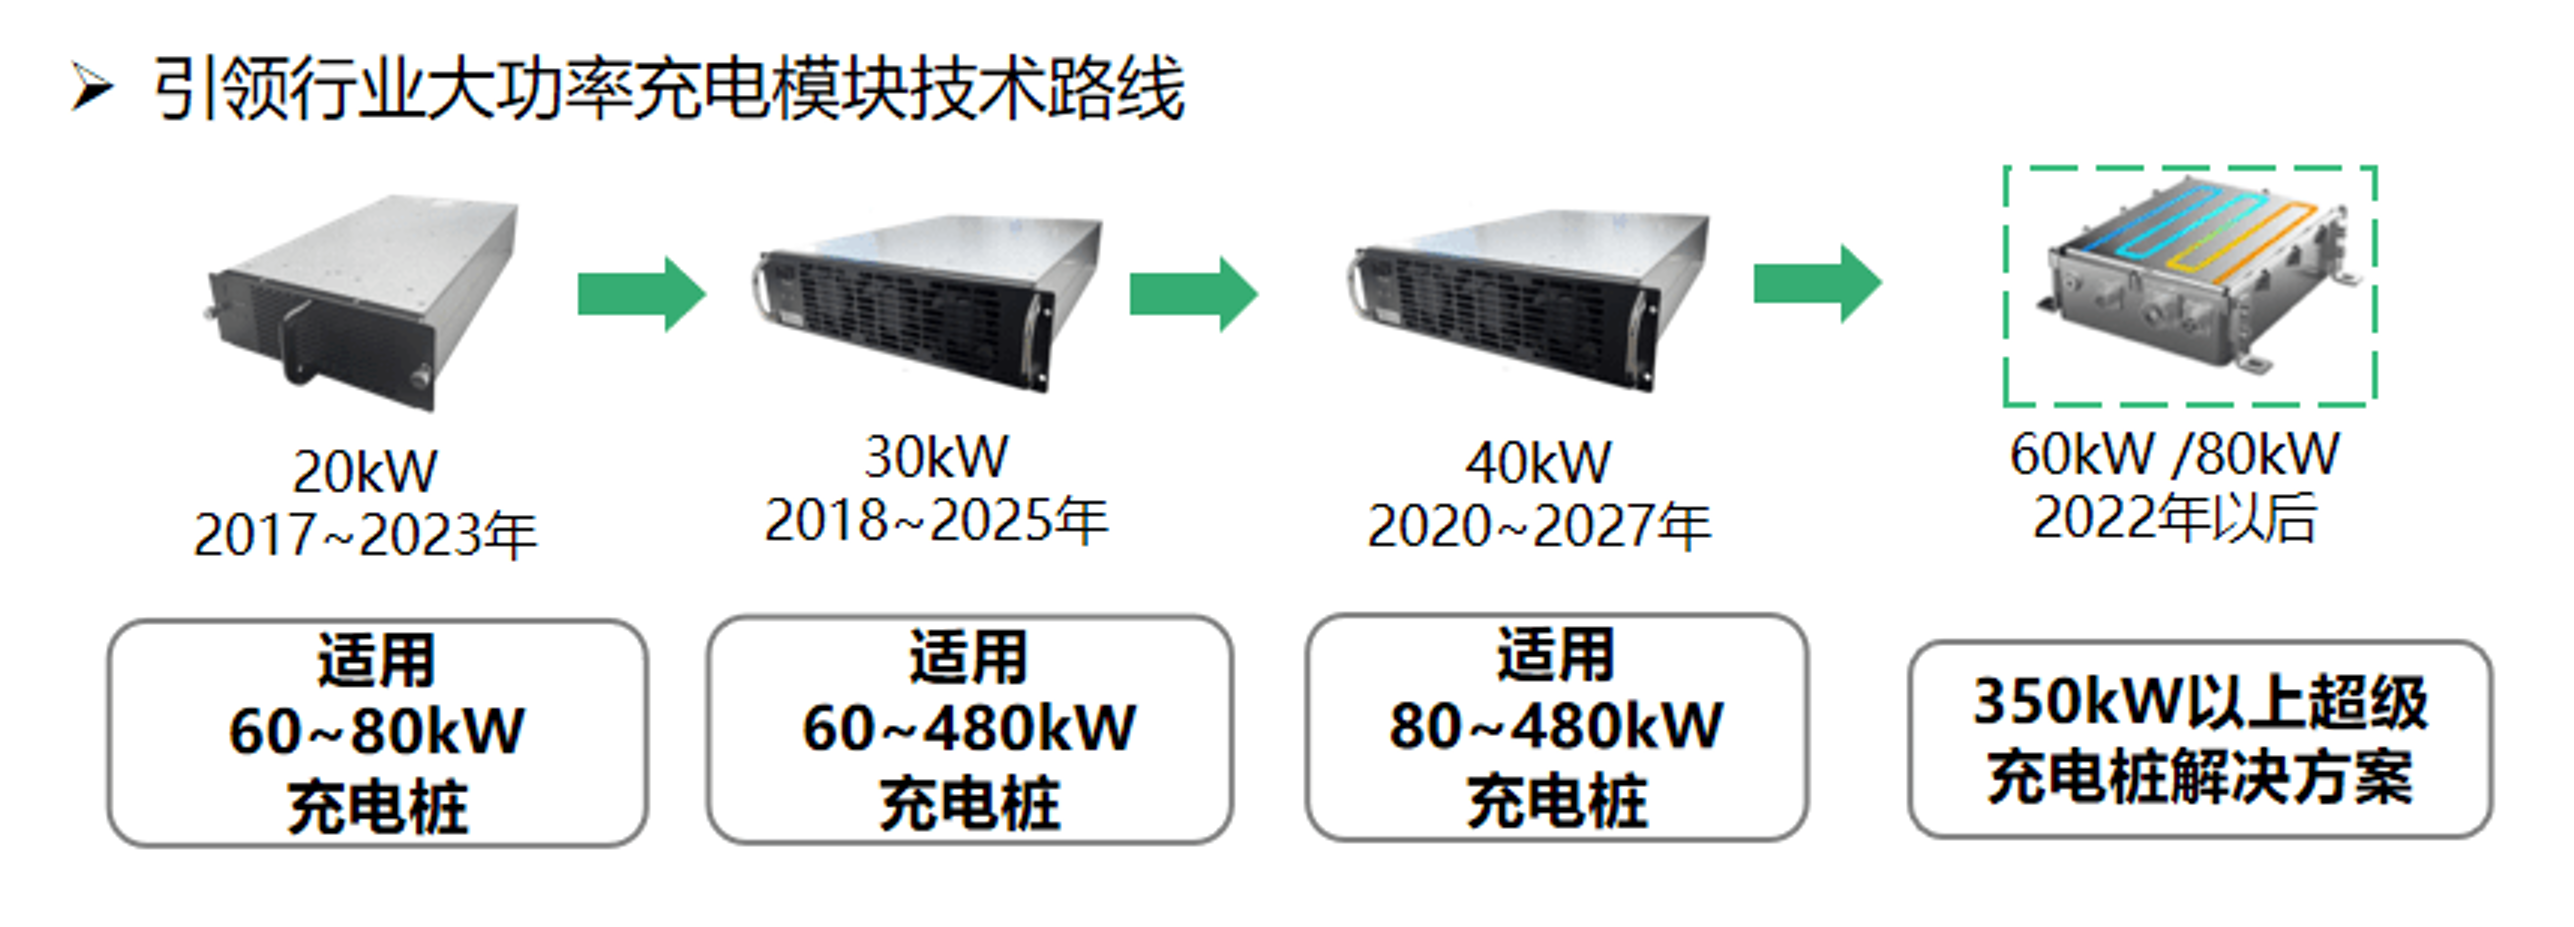 引领行业大功率充电模块技术路线
20kW
2017~2023年
30kW
2018~2025年
40kW
2020~2027年
60kW /80kW
2022年以后
适用
60~80kW
充电桩
适用
60~480kW
充电桩
适用
80~480kW
充电桩
350kW以上超级
充电桩解决方案